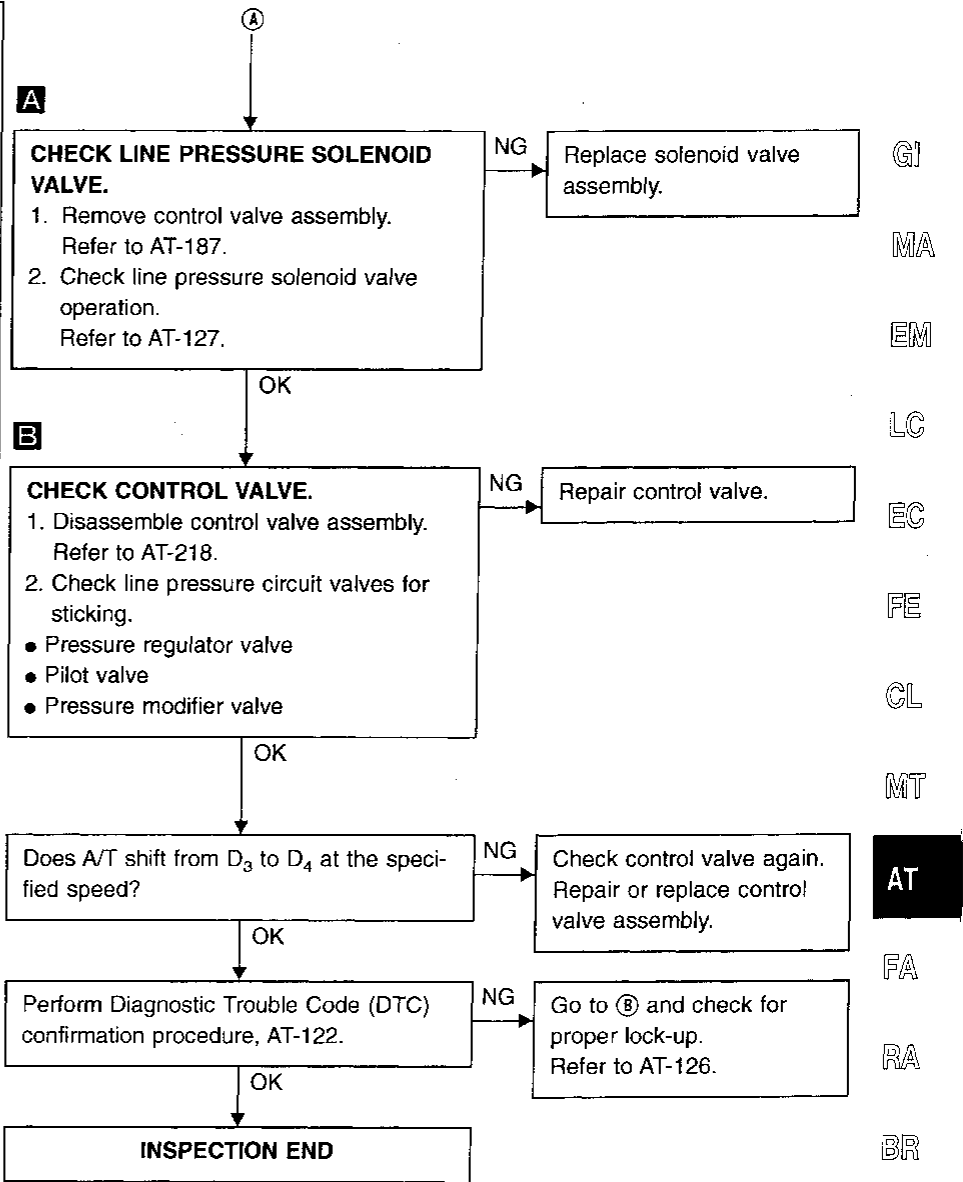 Ⓐ
A
CHECK LINE PRESSURE SOLENOID
VALVE.
1. Remove control valve assembly.
Refer to AT-187.
2. Check line pressure solenoid valve
operation.
Refer to AT-127.
NG
Replace solenoid valve
assembly.
OK
B
CHECK CONTROL VALVE.
1. Disassemble control valve assembly.
Refer to AT-218.
2. Check line pressure circuit valves for
sticking.
• Pressure regulator valve
• Pilot valve
• Pressure modifier valve
NG
Repair control valve.
OK
Does A/T shift from D₃ to D₄ at the speci-
fied speed?
NG
Check control valve again.
Repair or replace control
valve assembly.
OK
Perform Diagnostic Trouble Code (DTC)
confirmation procedure, AT-122.
NG
Go to Ⓑ and check for
proper lock-up.
Refer to AT-126.
OK
INSPECTION END
GI
MA
EM
LC
EC
FE
CL
MT
AT
FA
RA
BR